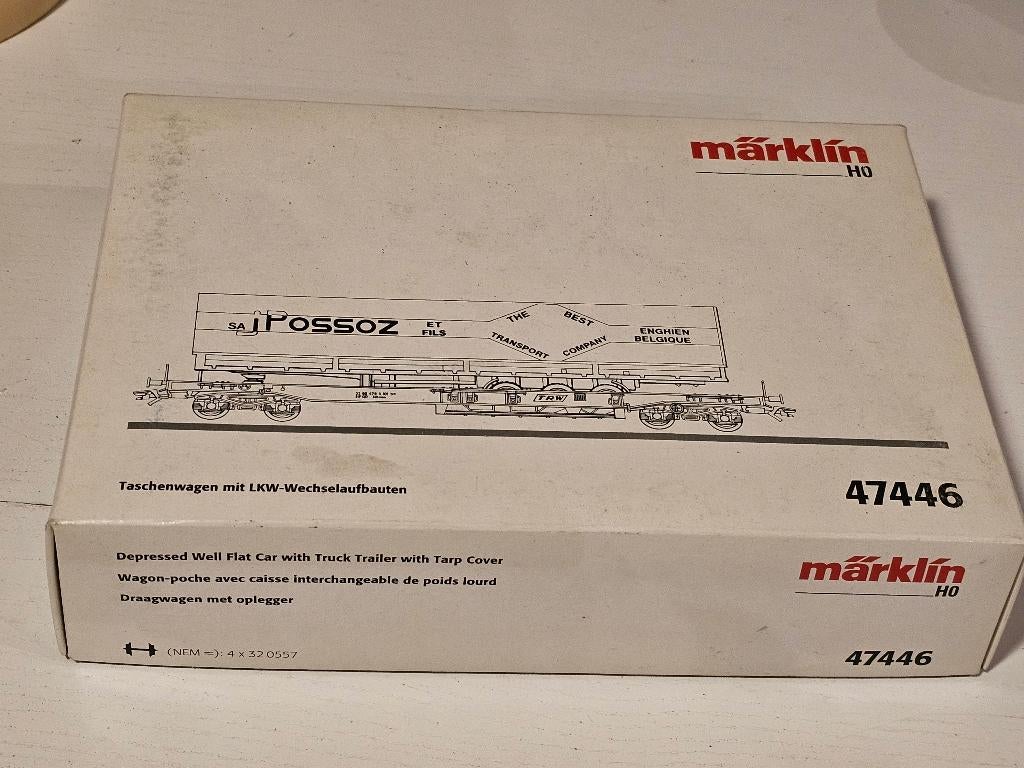 märklin
H0
SA jPossoz ET FILS
THE BEST
TRANSPORT COMPANY
ENGHIEN
BELGIQUE
TRW
Taschenwagen mit LKW-Wechselaufbauten
47446
Depressed Well Flat Car with Truck Trailer with Tarp Cover
Wagon-poche avec caisse interchangeable de poids lourd
Draagwagen met oplegger
märklin
H0
(NEM =): 4 x 32 0557
47446